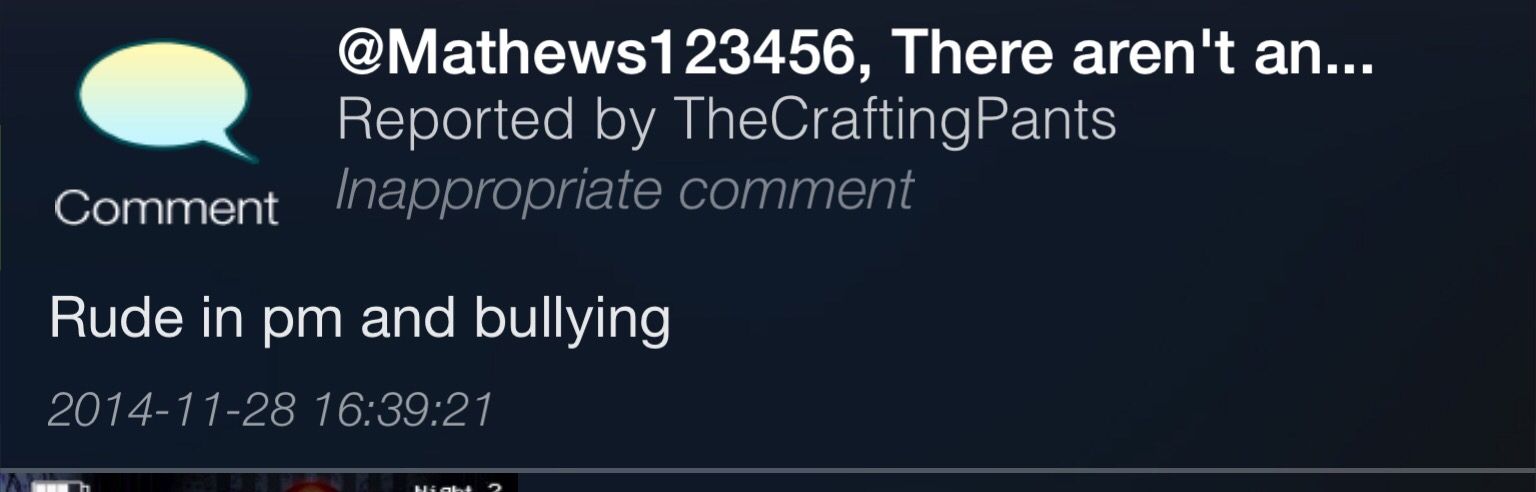 @Mathews123456, There aren't an...
Reported by TheCraftingPants
Inappropriate comment
Comment
Rude in pm and bullying
2014-11-28 16:39:21
Night 2